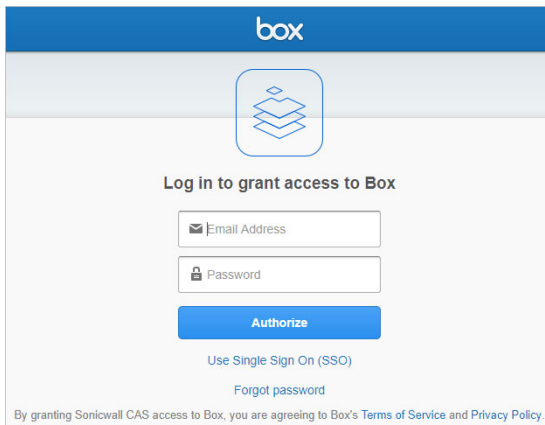 box
Log in to grant access to Box
Email Address
Password
Authorize
Use Single Sign On (SSO)
Forgot password
By granting Sonicwall CAS access to Box, you are agreeing to Box's Terms of Service and Privacy Policy.